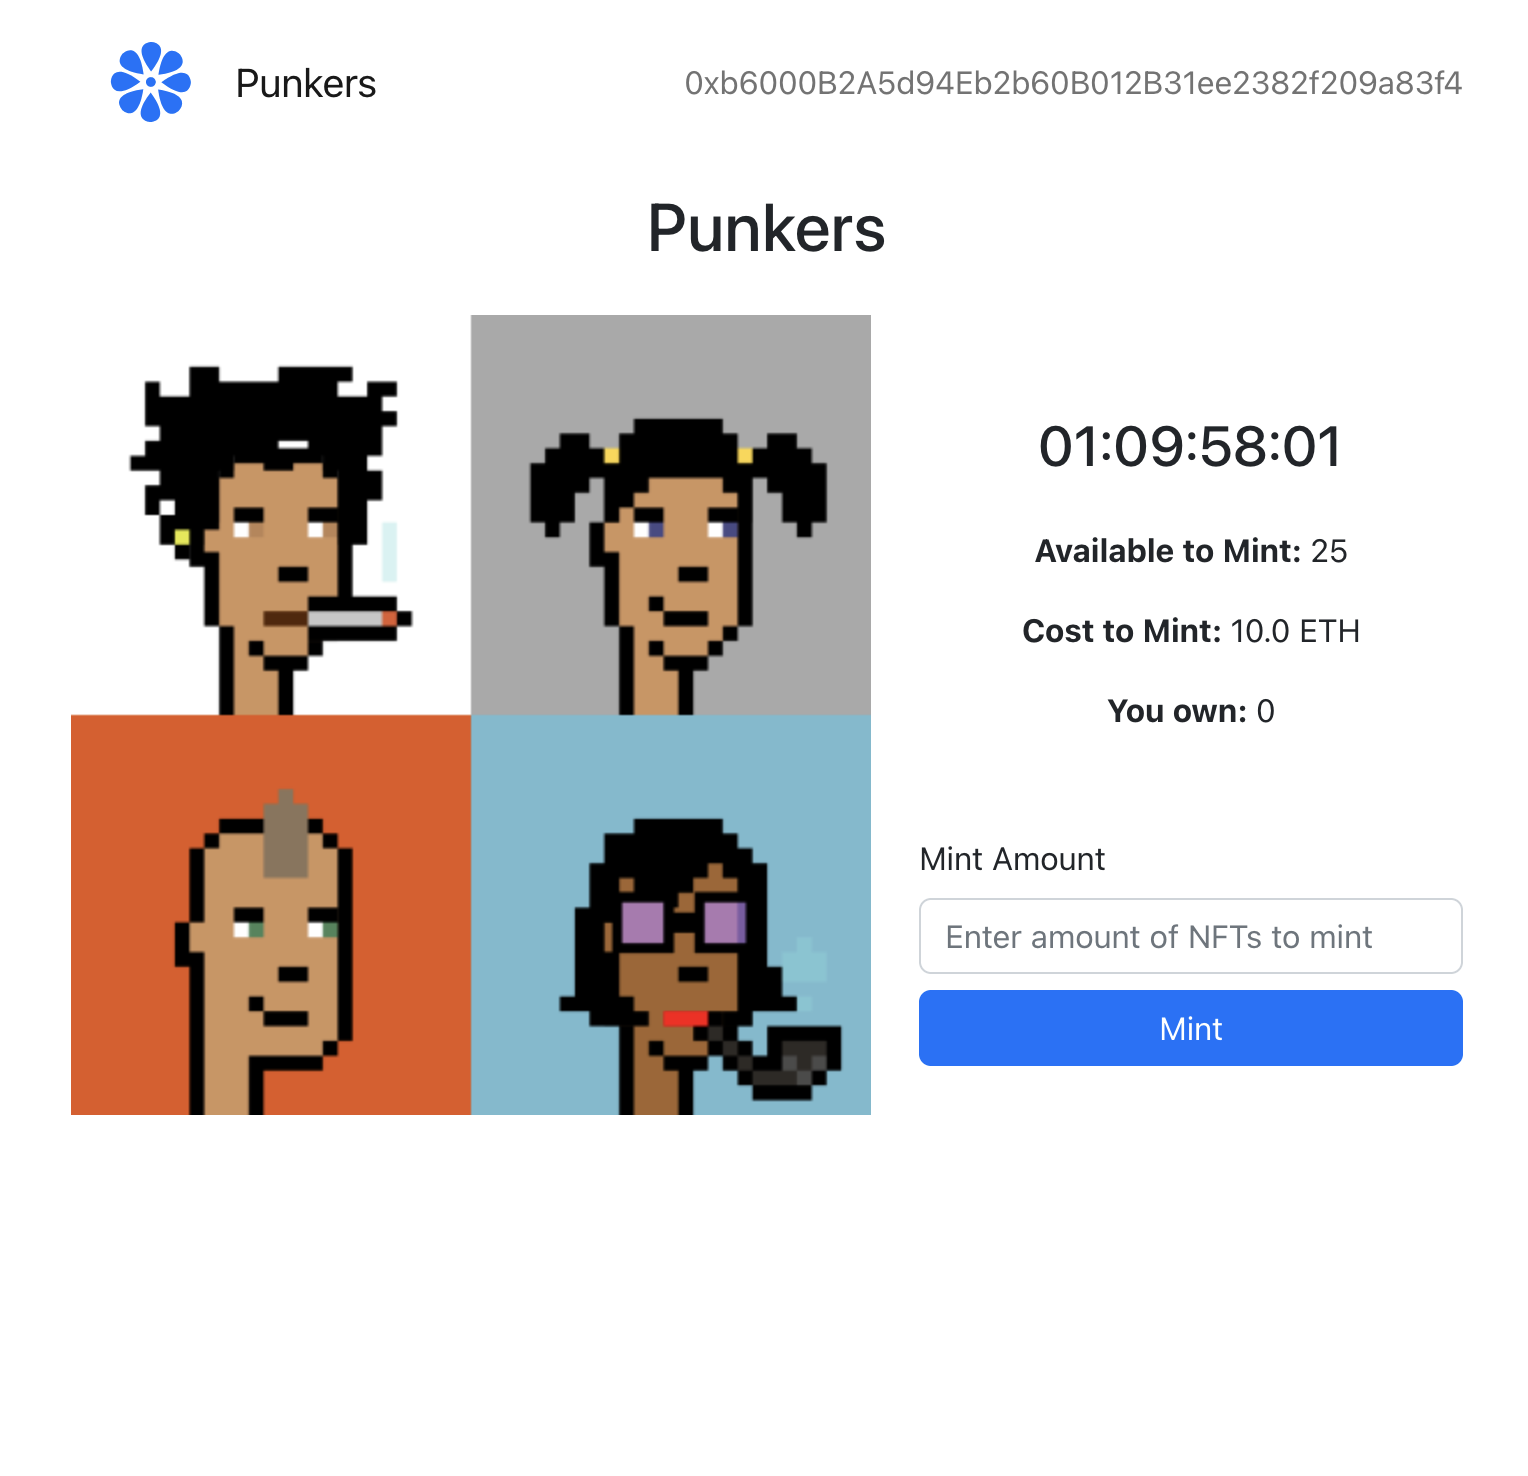 Punkers
0xb6000B2A5d94Eb2b60B012B31ee2382f209a83f4
Punkers
01:09:58:01
Available to Mint: 25
Cost to Mint: 10.0 ETH
You own: 0
Mint Amount
Enter amount of NFTs to mint
Mint